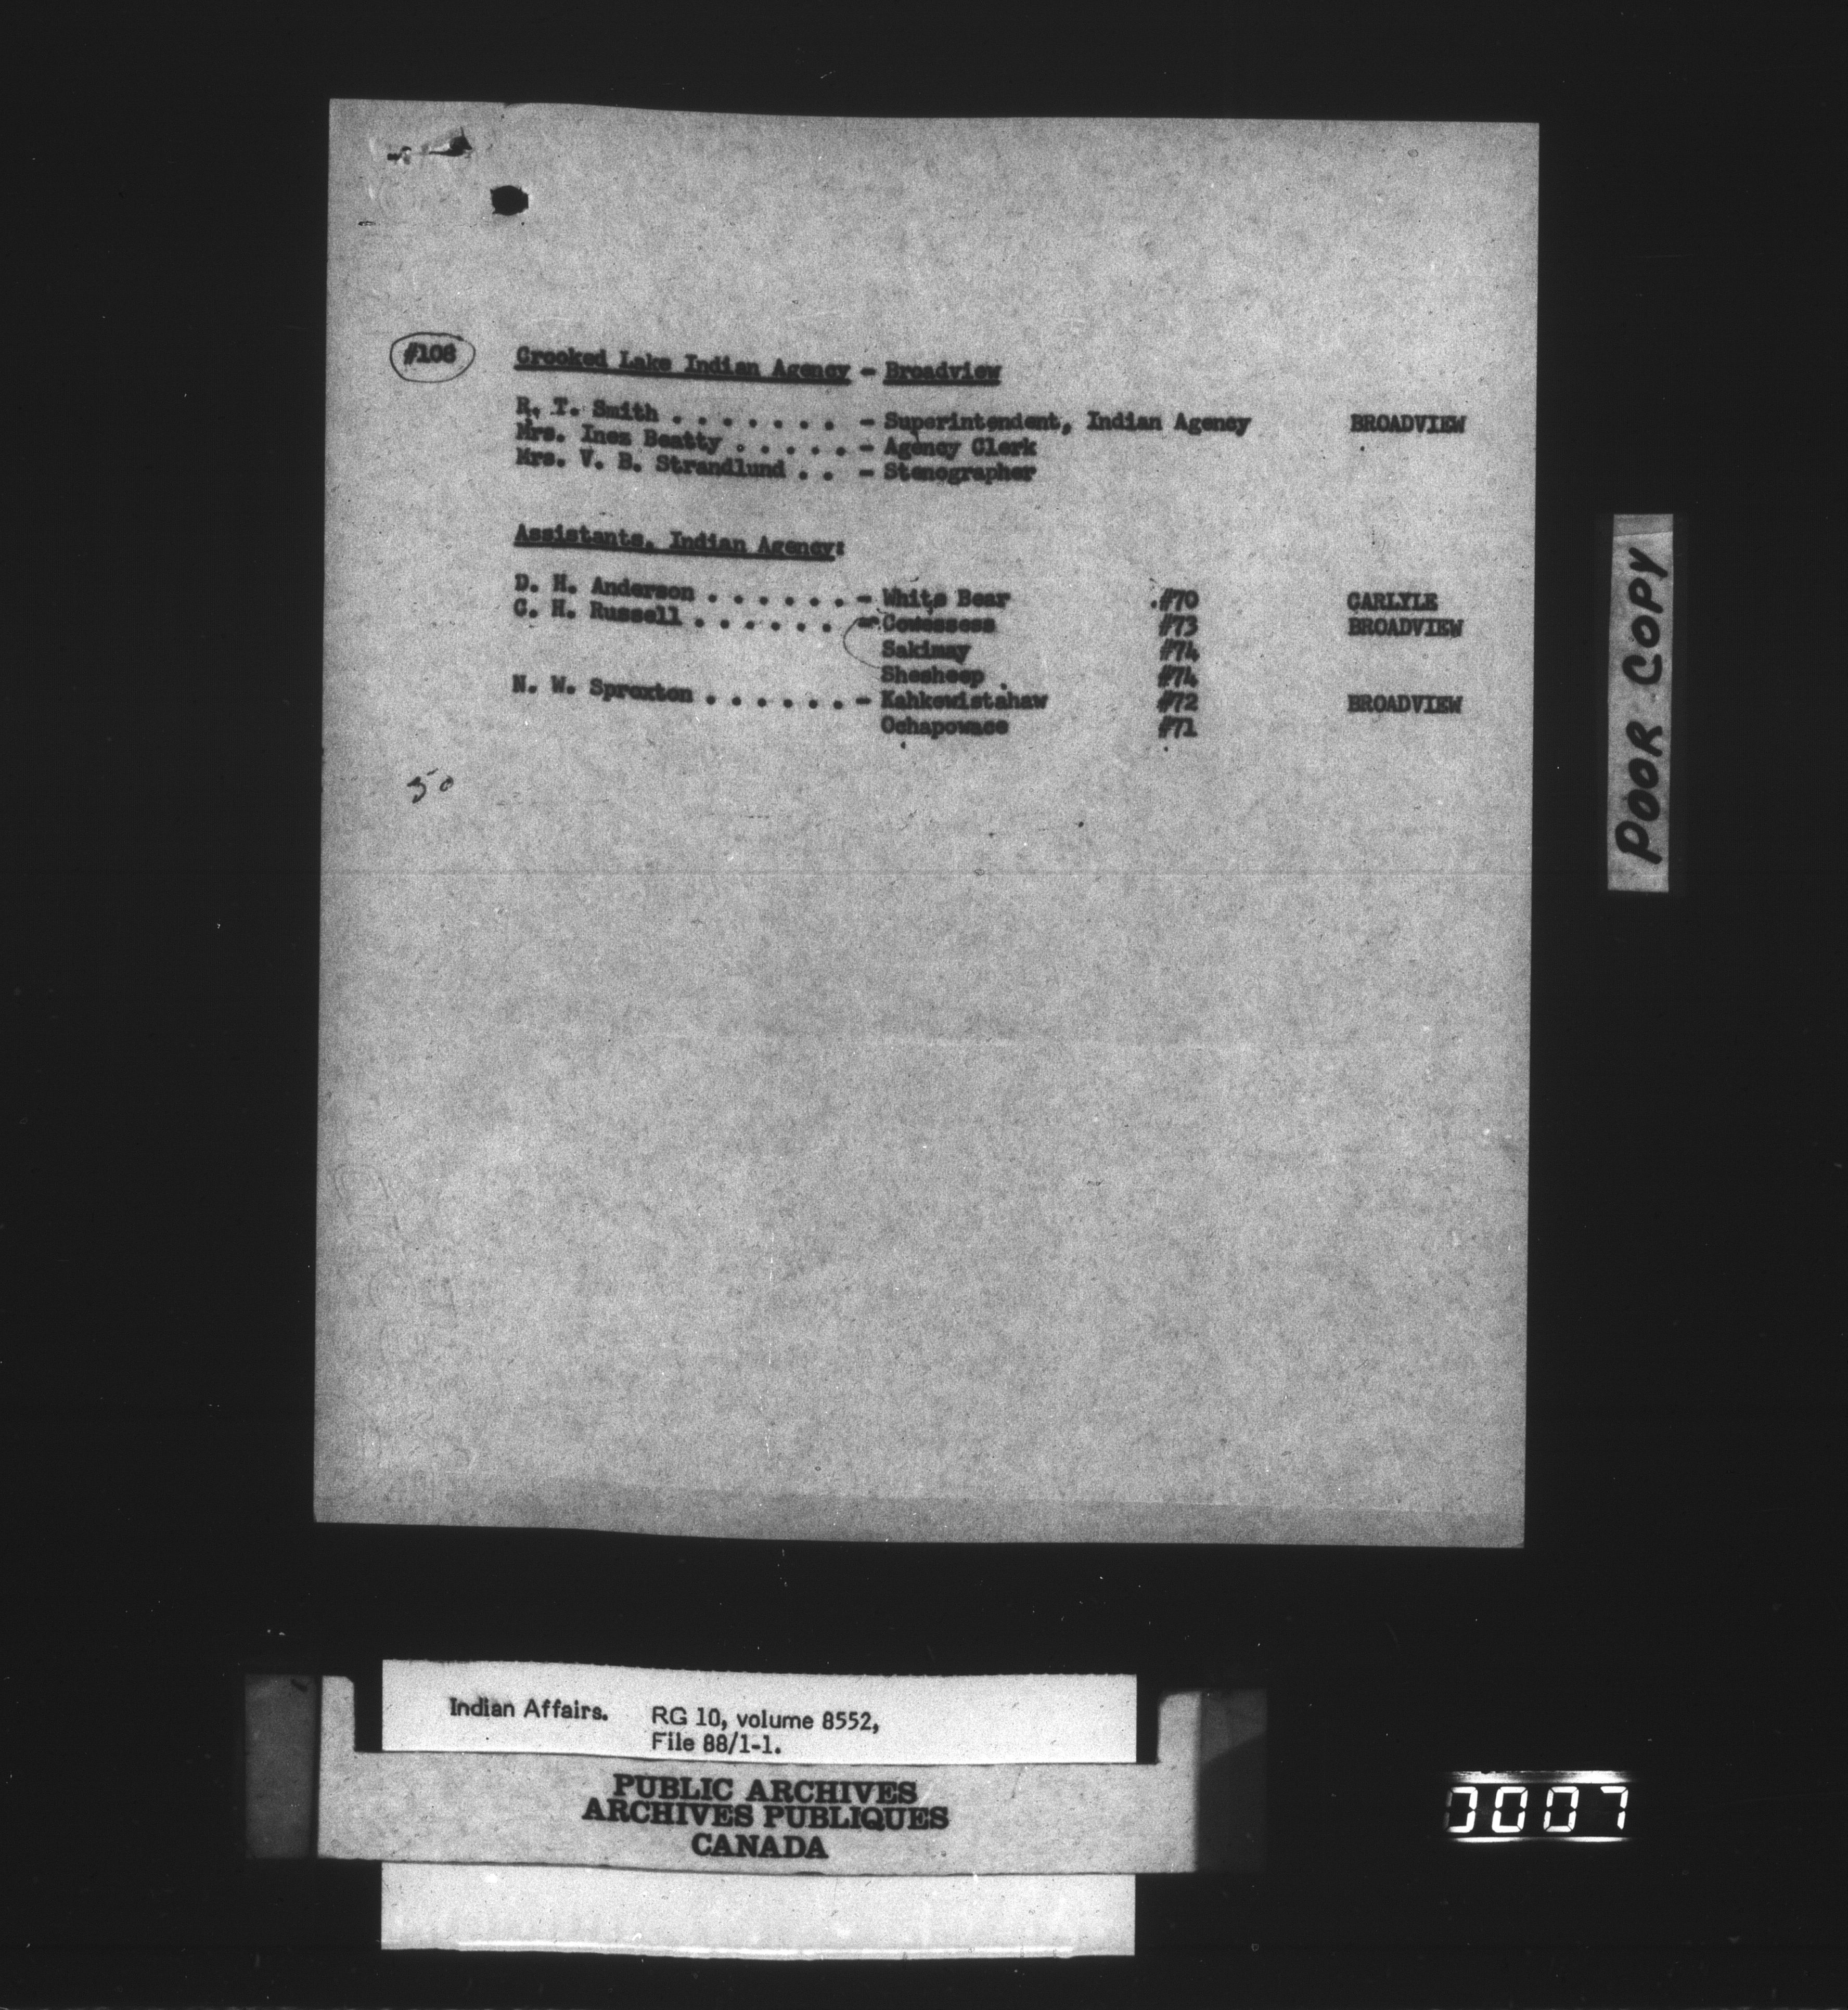 #106
Crooked Lake Indian Agency - Broadview
R. T. Smith . . . . . . . - Superintendent, Indian Agency BROADVIEW
Mrs. Inez Beatty . . . . . - Agency Clerk
Mrs. V. B. Strandlund . . - Stenographer
Assistants, Indian Agency:
D. H. Anderson . . . . . . - White Bear #70 CARLYLE
C. H. Russell . . . . . . - Cowessess #73 BROADVIEW
Sakimay #74
Shesheep #74
N. W. Sproxton . . . . . . - Kahkewistahaw #72 BROADVIEW
Ochapowace #71
50
POOR COPY
Indian Affairs. RG 10, volume 8552,
File 88/1-1.
PUBLIC ARCHIVES
ARCHIVES PUBLIQUES
CANADA
0007